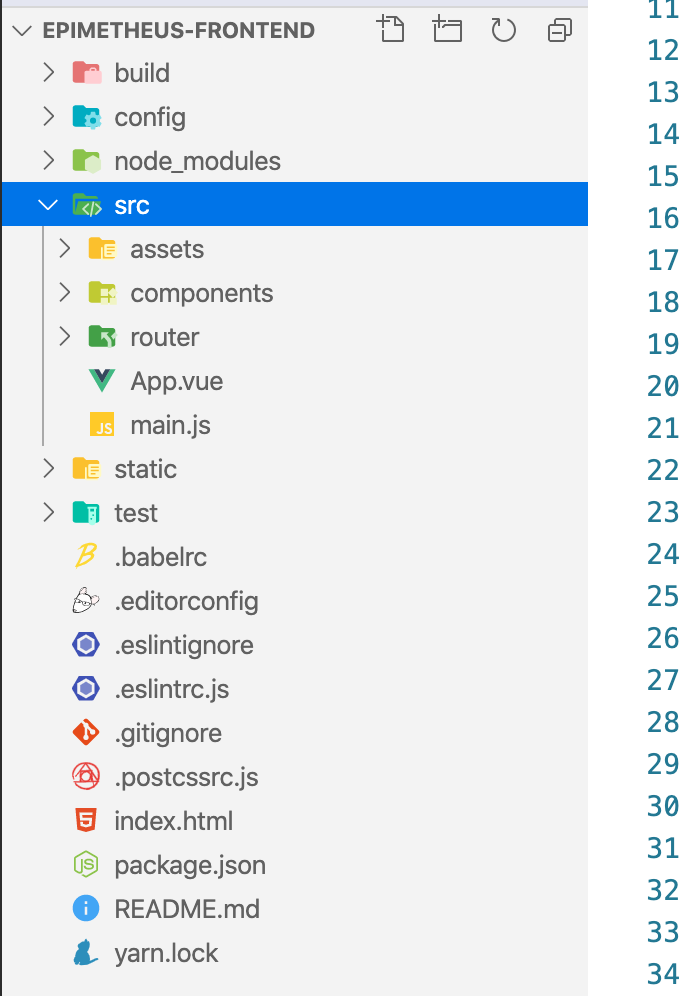 EPIMETHEUS-FRONTEND
build
config
node_modules
src
assets
components
router
App.vue
JS main.js
static
test
.babelrc
.editorconfig
.eslintignore
.eslintrc.js
.gitignore
.postcssrc.js
index.html
package.json
README.md
yarn.lock
11
12
13
14
15
16
17
18
19
20
21
22
23
24
25
26
27
28
29
30
31
32
33
34